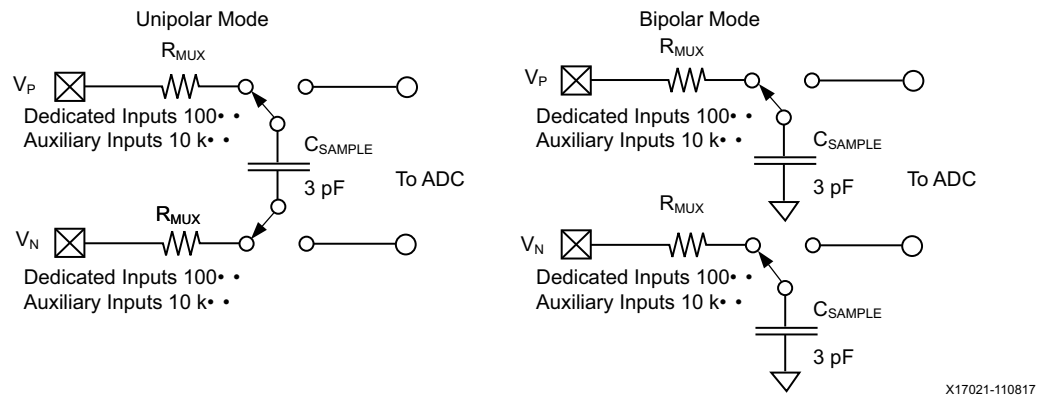 Unipolar Mode
RMUX
VP
Dedicated Inputs 100• •
Auxiliary Inputs 10 k• •
CSAMPLE
3 pF
To ADC
RMUX
VN
Dedicated Inputs 100• •
Auxiliary Inputs 10 k• •
Bipolar Mode
RMUX
VP
Dedicated Inputs 100• •
Auxiliary Inputs 10 k• •
CSAMPLE
3 pF
To ADC
RMUX
VN
Dedicated Inputs 100• •
Auxiliary Inputs 10 k• •
CSAMPLE
3 pF
X17021-110817